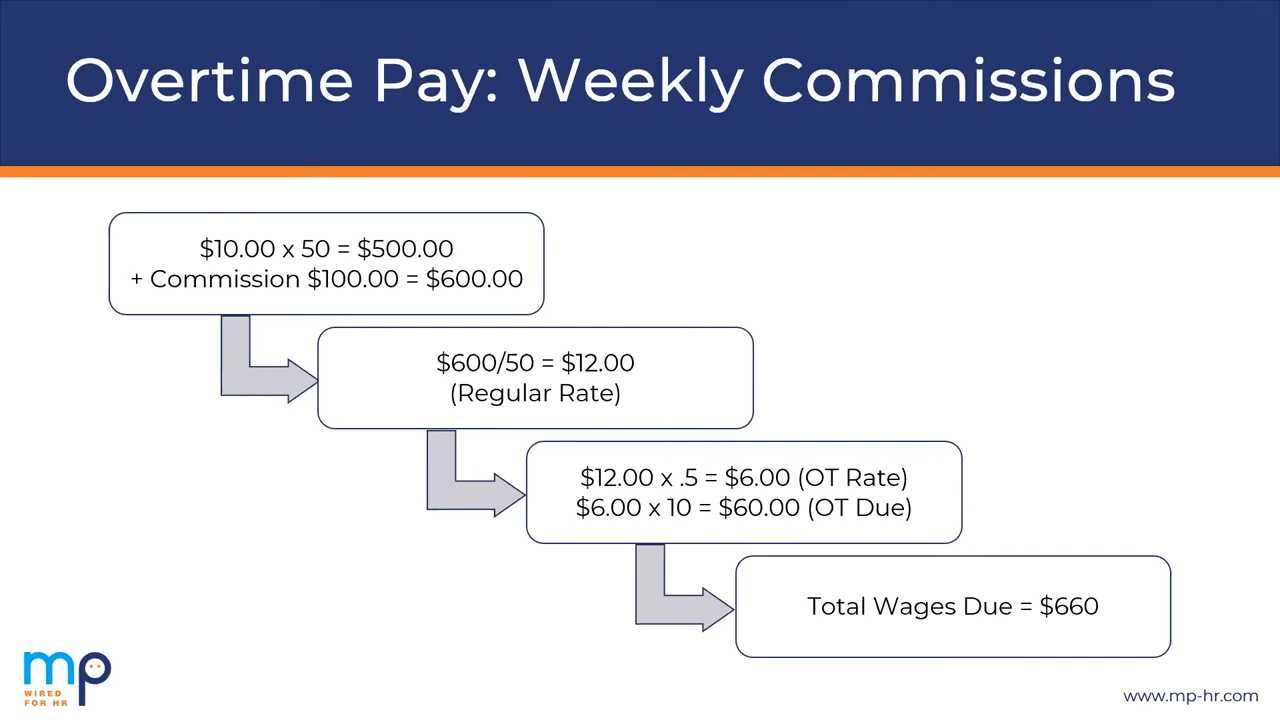 Overtime Pay: Weekly Commissions
$10.00 x 50 = $500.00
+ Commission $100.00 = $600.00
$600/50 = $12.00
(Regular Rate)
$12.00 x .5 = $6.00 (OT Rate)
$6.00 x 10 = $60.00 (OT Due)
Total Wages Due = $660
mp
WIRED
FOR HR
www.mp-hr.com